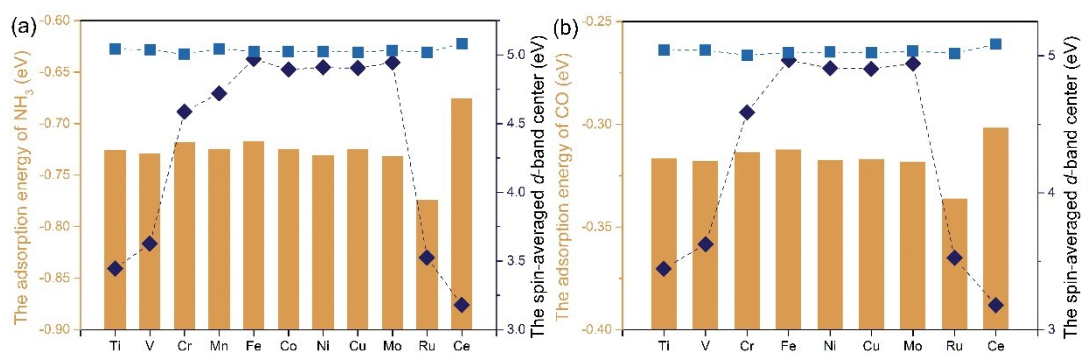 (a)
The adsorption energy of NH₃ (eV)
-0.60
-0.65
-0.70
-0.75
-0.80
-0.85
-0.90
Ti V Cr Mn Fe Co Ni Cu Mo Ru Ce
5.0
4.5
4.0
3.5
3.0
The spin-averaged d-band center (eV)
(b)
The adsorption energy of CO (eV)
-0.25
-0.30
-0.35
-0.40
Ti V Cr Fe Ni Cu Mo Ru Ce
5
4
3
The spin-averaged d-band center (eV)